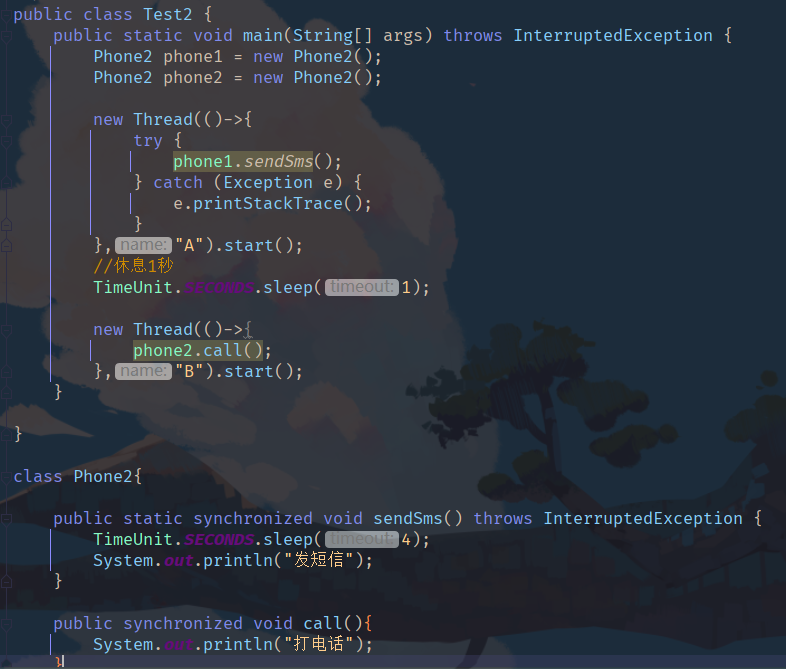 public class Test2 {
public static void main(String[] args) throws InterruptedException {
Phone2 phone1 = new Phone2();
Phone2 phone2 = new Phone2();
new Thread(()->{
try {
phone1.sendSms();
} catch (Exception e) {
e.printStackTrace();
}
}, name: "A").start();
//休息1秒
TimeUnit.SECONDS.sleep( timeout: 1);
new Thread(()->{
phone2.call();
}, name: "B").start();
}
}
class Phone2{
public static synchronized void sendSms() throws InterruptedException {
TimeUnit.SECONDS.sleep( timeout: 4);
System.out.println("发短信");
}
public synchronized void call(){
System.out.println("打电话");
}